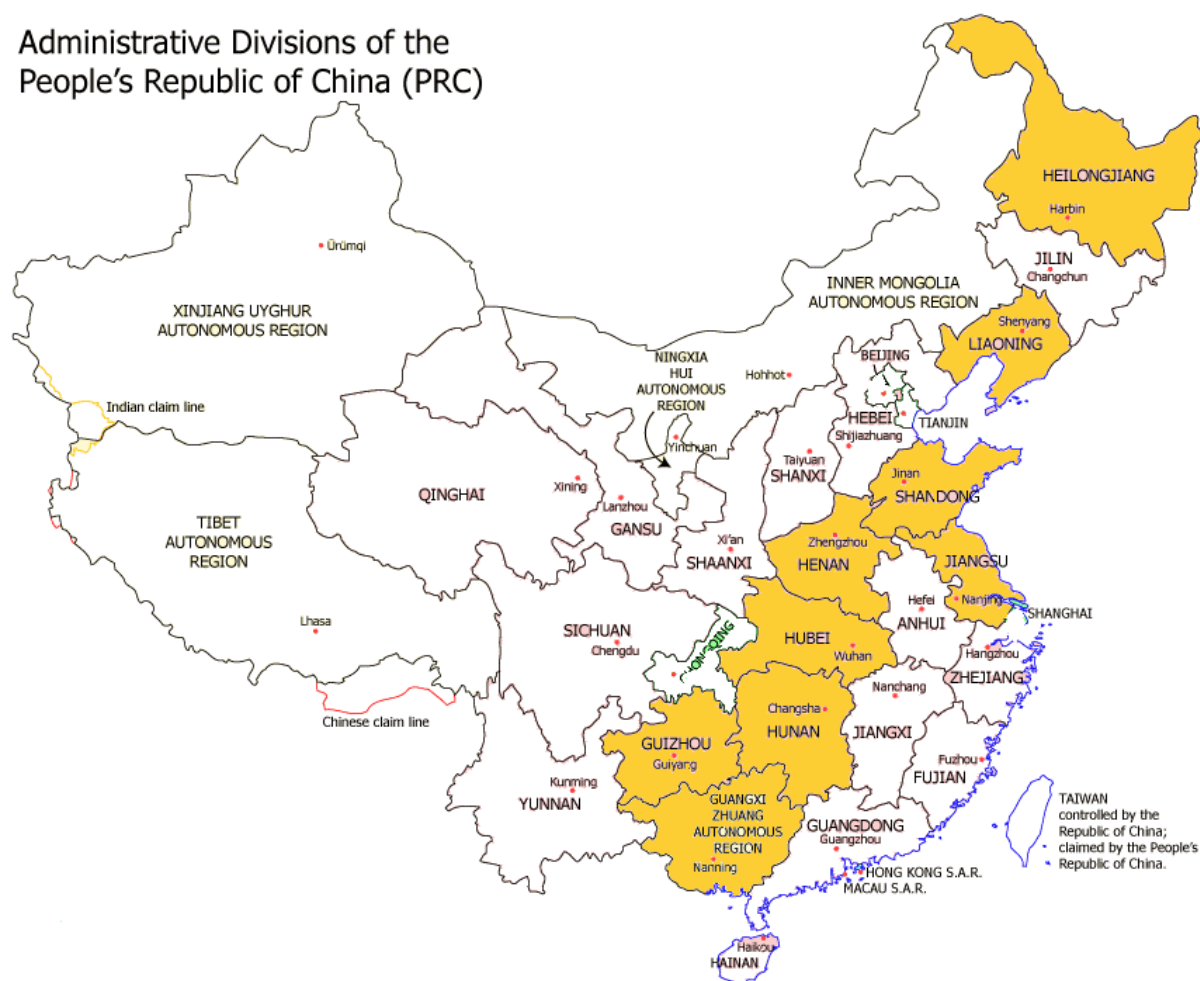 Administrative Divisions of the
People's Republic of China (PRC)
HEILONGJIANG
Harbin
JILIN
Changchun
Ürümqi
INNER MONGOLIA
AUTONOMOUS REGION
XINJIANG UYGHUR
AUTONOMOUS REGION
Shenyang
LIAONING
BEIJING
NINGXIA
HUI
AUTONOMOUS
REGION
Hohhot
Indian claim line
HEBEI
TIANJIN
Shijiazhuang
Yinchuan
Taiyuan
SHANXI
Jinan
SHANDONG
QINGHAI
Xining
Lanzhou
GANSU
TIBET
AUTONOMOUS
REGION
Xi'an
SHAANXI
Zhengzhou
HENAN
JIANGSU
Hefei
ANHUI
Nanjing
SHANGHAI
Lhasa
SICHUAN
Chengdu
HUBEI
Wuhan
Hangzhou
ZHEJIANG
Nanchang
JIANGXI
Chinese claim line
Changsha
HUNAN
GUIZHOU
Guiyang
Fuzhou
FUJIAN
Kunming
YUNNAN
GUANGXI
ZHUANG
AUTONOMOUS
REGION
Nanning
GUANGDONG
Guangzhou
TAIWAN
controlled by the
Republic of China;
claimed by the People's
Republic of China.
HONG KONG S.A.R.
MACAU S.A.R.
Haikou
HAINAN